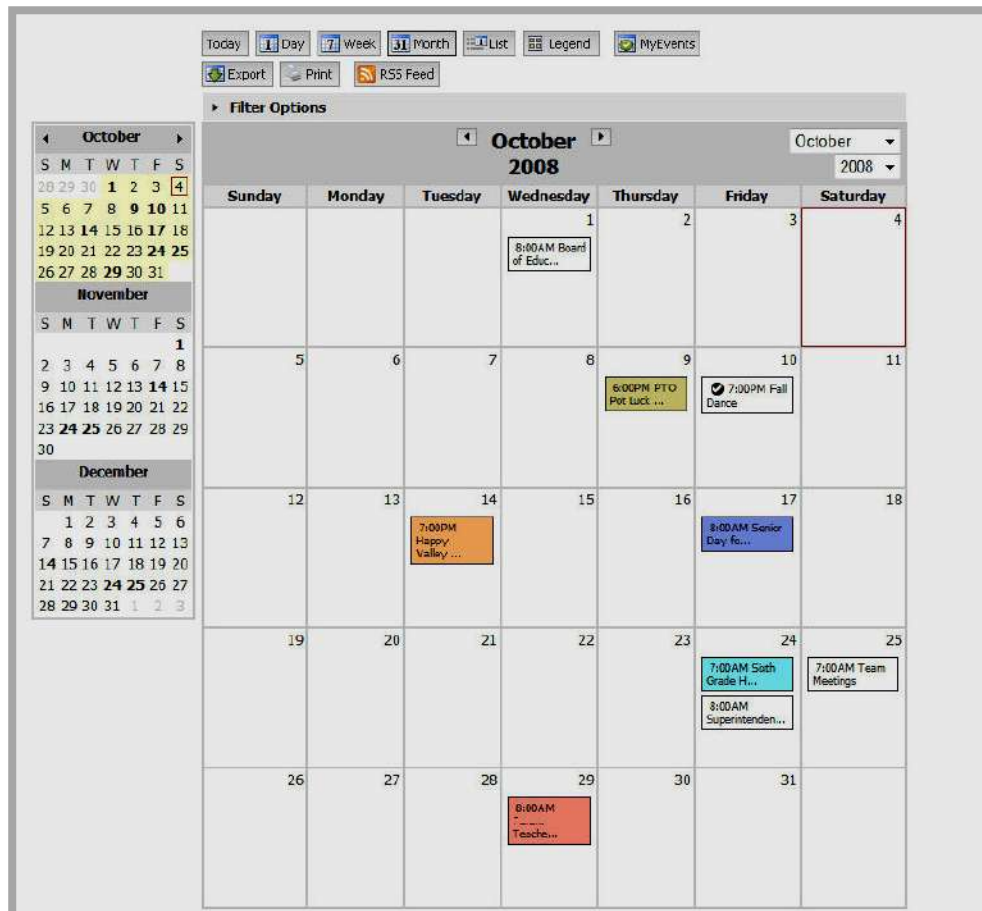 Today 1 Day 7 Week 31 Month List Legend MyEvents
Export Print RSS Feed
Filter Options
October
S M T W T F S
28 29 30 1 2 3 4
5 6 7 8 9 10 11
12 13 14 15 16 17 18
19 20 21 22 23 24 25
26 27 28 29 30 31
November
S M T W T F S
1
2 3 4 5 6 7 8
9 10 11 12 13 14 15
16 17 18 19 20 21 22
23 24 25 26 27 28 29
30
December
S M T W T F S
1 2 3 4 5 6
7 8 9 10 11 12 13
14 15 16 17 18 19 20
21 22 23 24 25 26 27
28 29 30 31 1 2 3
October
2008
October
2008
Sunday Monday Tuesday Wednesday Thursday Friday Saturday
1 2 3 4
8:00AM Board
of Educ...
5 6 7 8 9 10 11
6:00PM PTO
Pot Luck ...
7:00PM Fall
Dance
12 13 14 15 16 17 18
7:00PM
Happy
Valley ...
8:00AM Senior
Day fo...
19 20 21 22 23 24 25
7:00AM Sixth
Grade H...
8:00AM
Superintenden...
7:00AM Team
Meetings
26 27 28 29 30 31
8:00AM
Teache...